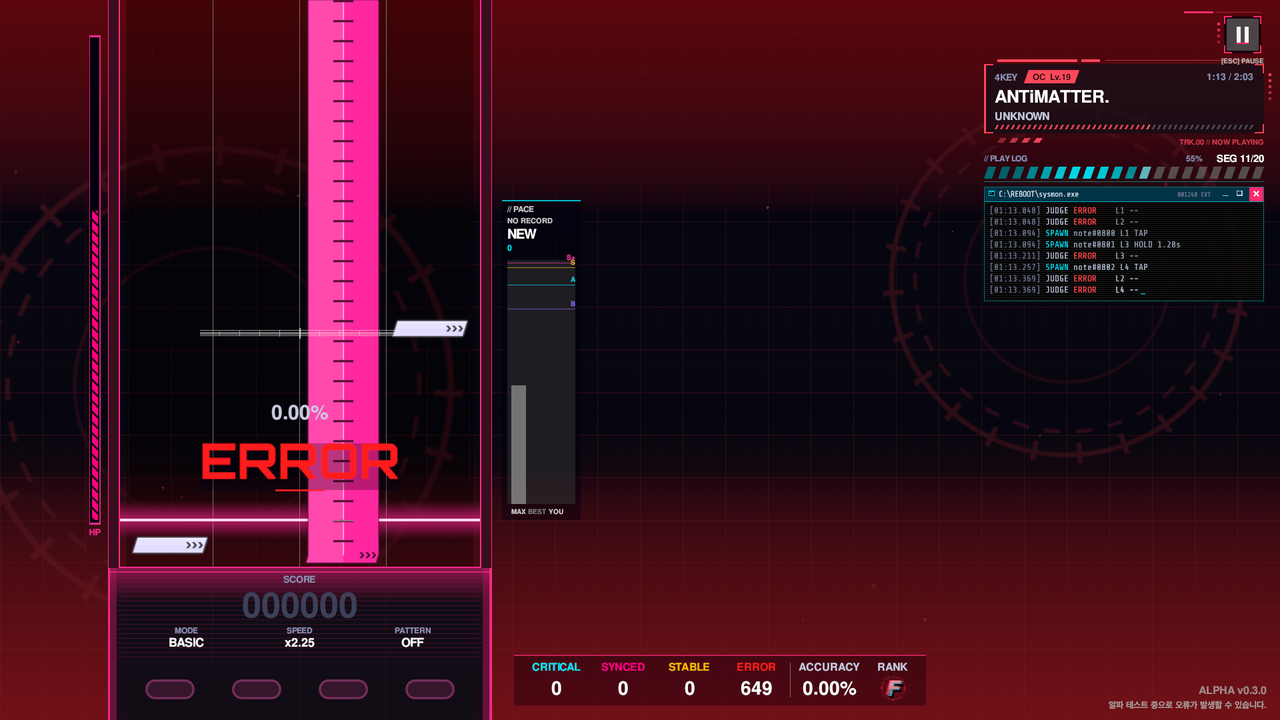 [ESC] PAUSE
4KEY OC Lv.19 1:13 / 2:03
ANTiMATTER.
UNKNOWN
TRK.00 // NOW PLAYING
// PLAY LOG 55% SEG 11/20
C:\REBOOT\sysmon.exe 001268 EVT
[01:13.048] JUDGE ERROR L1 --
[01:13.048] JUDGE ERROR L2 --
[01:13.094] SPAWN note#0800 L1 TAP
[01:13.094] SPAWN note#0801 L3 HOLD 1.28s
[01:13.211] JUDGE ERROR L3 --
[01:13.257] SPAWN note#0802 L4 TAP
[01:13.369] JUDGE ERROR L2 --
[01:13.369] JUDGE ERROR L4 --_
// PACE
NO RECORD
NEW
0
S+
S
A
B
MAX BEST YOU
0.00%
ERROR
HP
SCORE
000000
MODE SPEED PATTERN
BASIC x2.25 OFF
CRITICAL SYNCED STABLE ERROR ACCURACY RANK
0 0 0 649 0.00% F
ALPHA v0.3.0
알파 테스트 중으로 오류가 발생할 수 있습니다.